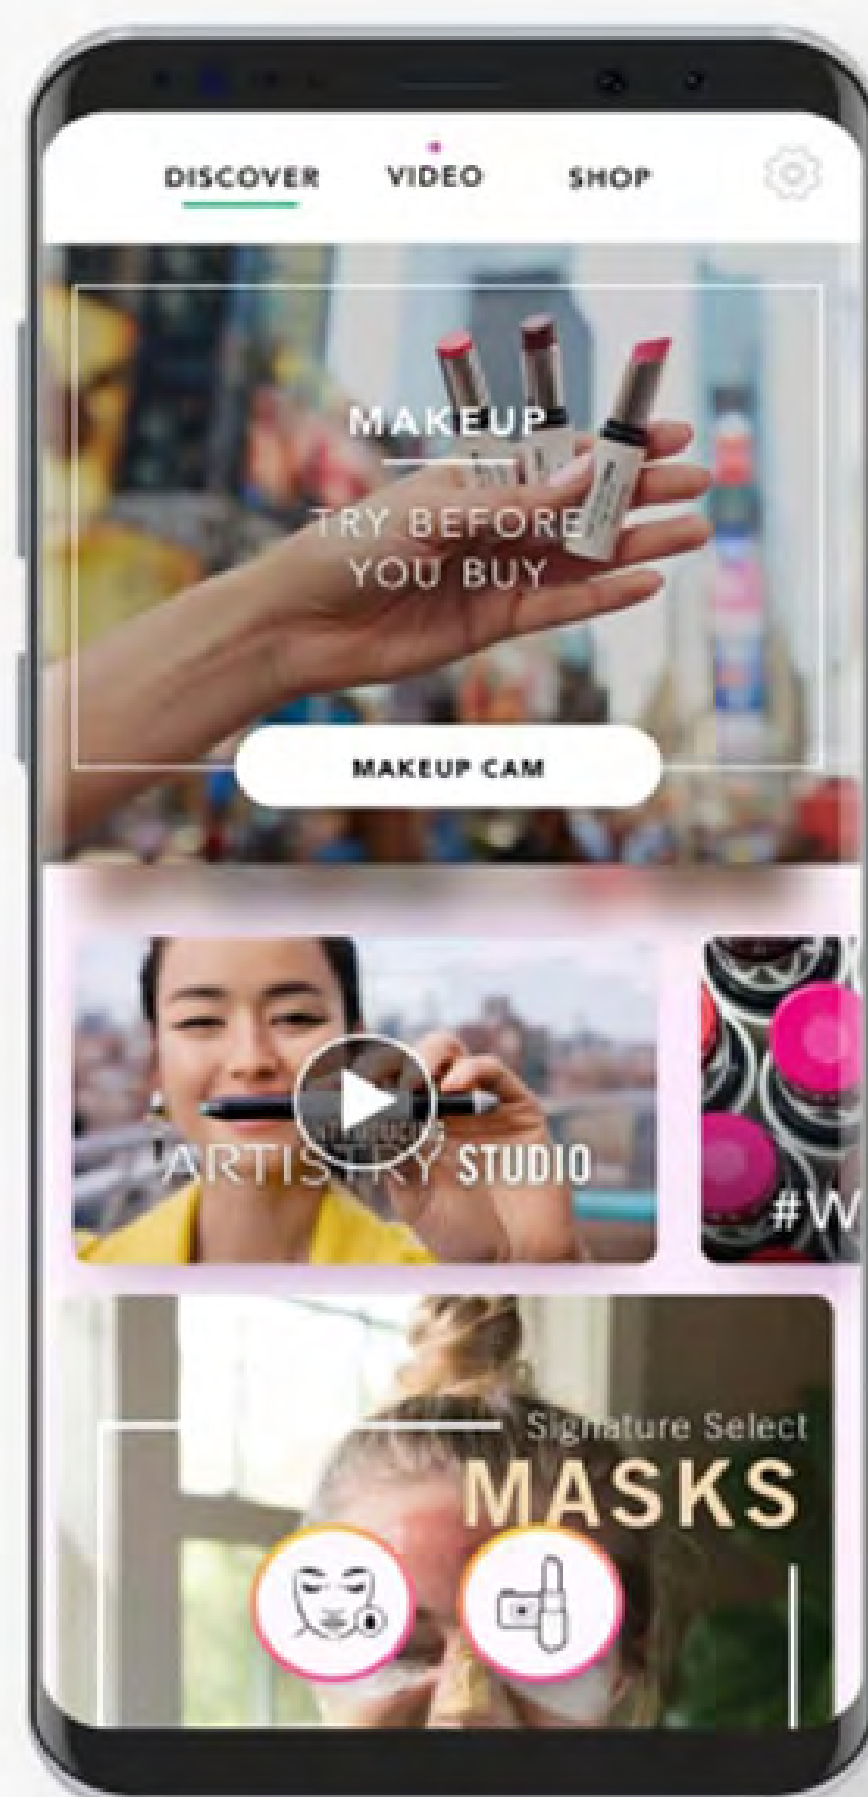 DISCOVER VIDEO SHOP
MAKEUP
TRY BEFORE
YOU BUY
MAKEUP CAM
ARTISTRY STUDIO
#W
Signature Select
MASKS